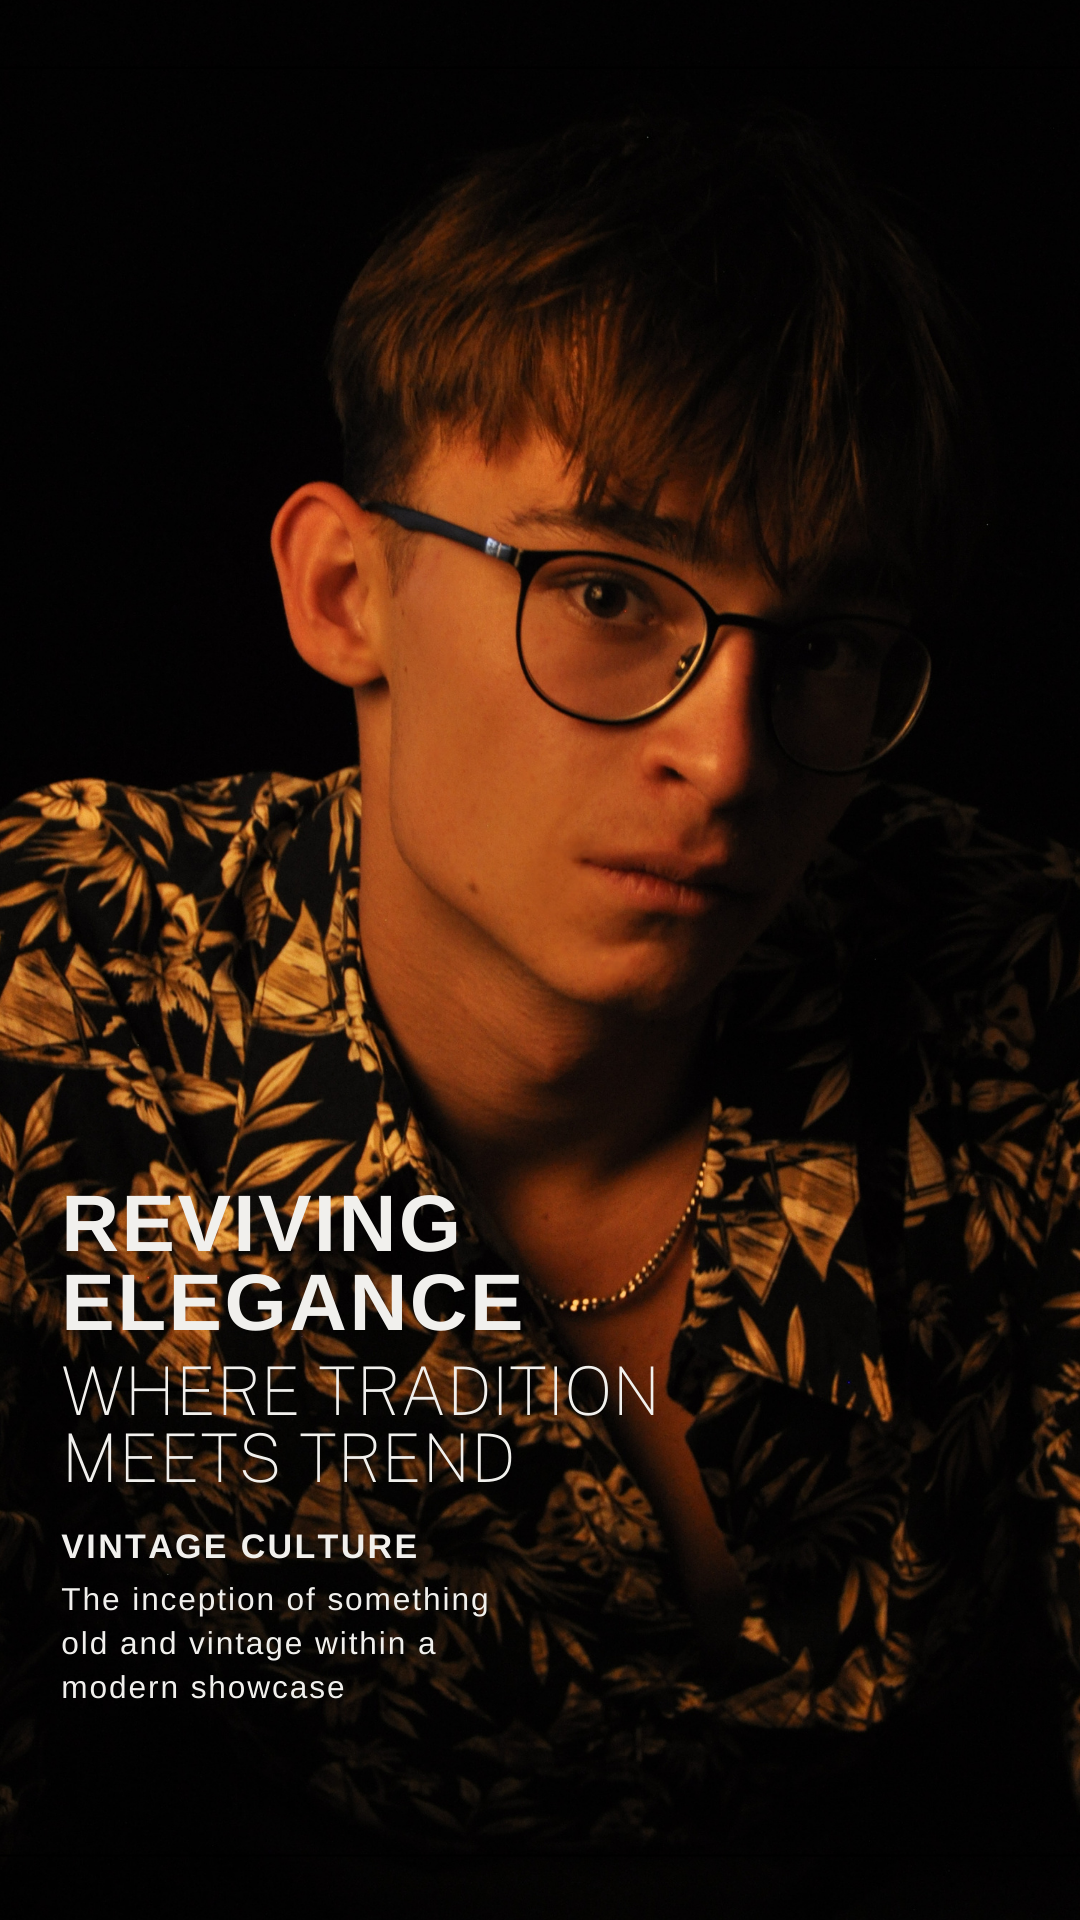 REVIVING
ELEGANCE
WHERE TRADITION
MEETS TREND
VINTAGE CULTURE
The inception of something
old and vintage within a
modern showcase